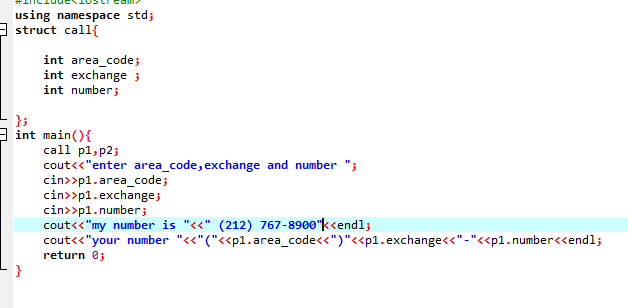 #include<iostream>
using namespace std;
struct call{
int area_code;
int exchange ;
int number;
};
int main(){
call p1,p2;
cout<<"enter area_code,exchange and number ";
cin>>p1.area_code;
cin>>p1.exchange;
cin>>p1.number;
cout<<"my number is "<<" (212) 767-8900"<<endl;
cout<<"your number "<<"("<<p1.area_code<<")"<<p1.exchange<<"-"<<p1.number<<endl;
return 0;
}